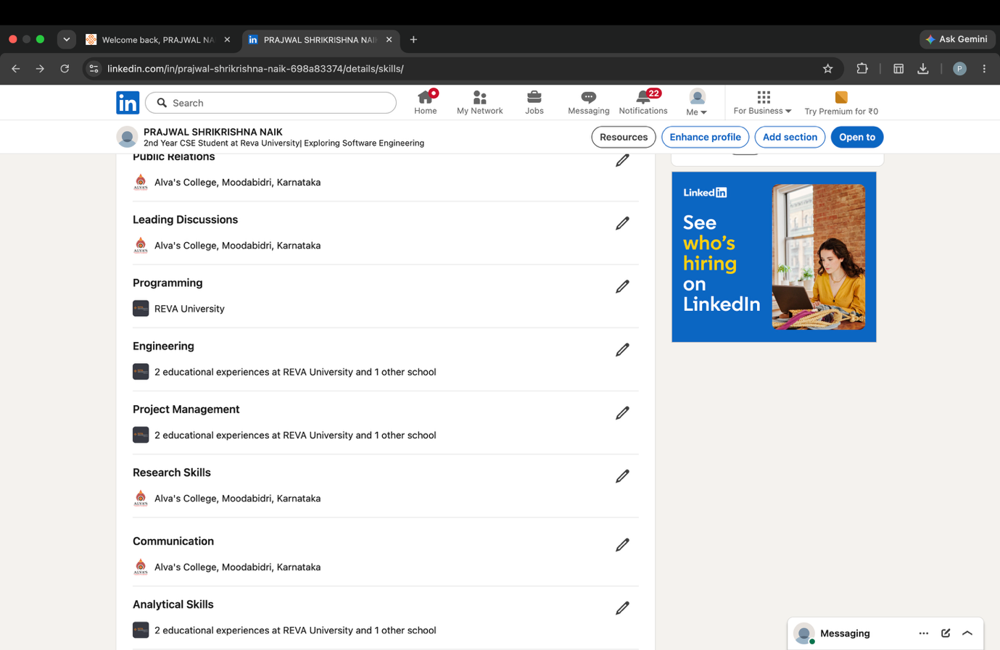 Welcome back, PRAJWAL NA
PRAJWAL SHRIKRISHNA NAIK
Ask Gemini
linkedin.com/in/prajwal-shrikrishna-naik-698a83374/details/skills/
P
in
Search
Home
My Network
Jobs
Messaging
22
Notifications
Me
For Business
Try Premium for ₹0
PRAJWAL SHRIKRISHNA NAIK
2nd Year CSE Student at Reva University| Exploring Software Engineering
Resources
Enhance profile
Add section
Open to
Public Relations
Alva's College, Moodabidri, Karnataka
Leading Discussions
Alva's College, Moodabidri, Karnataka
Programming
REVA University
Engineering
2 educational experiences at REVA University and 1 other school
Project Management
2 educational experiences at REVA University and 1 other school
Research Skills
Alva's College, Moodabidri, Karnataka
Communication
Alva's College, Moodabidri, Karnataka
Analytical Skills
2 educational experiences at REVA University and 1 other school
LinkedIn
See
who's
hiring
on
LinkedIn
Messaging